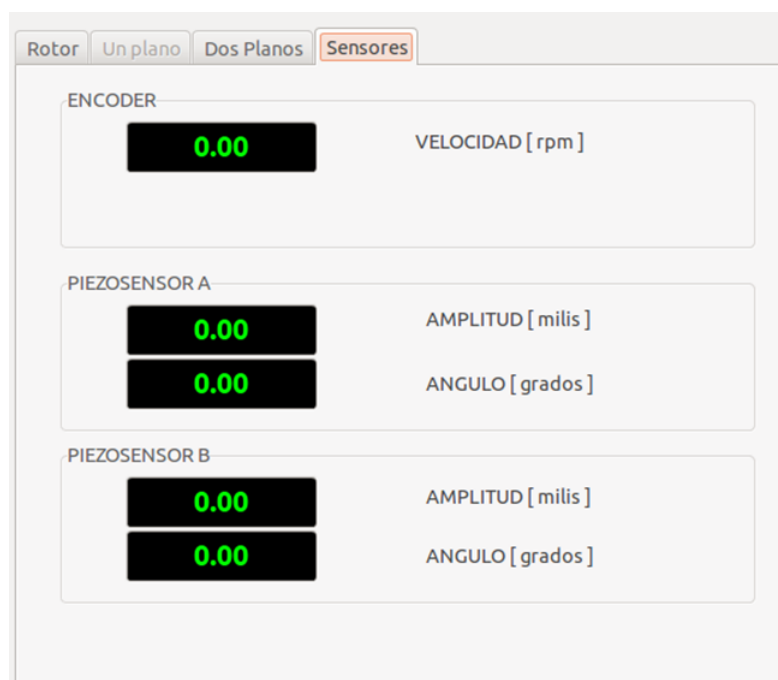 Rotor Un plano Dos Planos Sensores
ENCODER
0.00 VELOCIDAD [ rpm ]
PIEZOSENSOR A
0.00 AMPLITUD [ milis ]
0.00 ANGULO [ grados ]
PIEZOSENSOR B
0.00 AMPLITUD [ milis ]
0.00 ANGULO [ grados ]